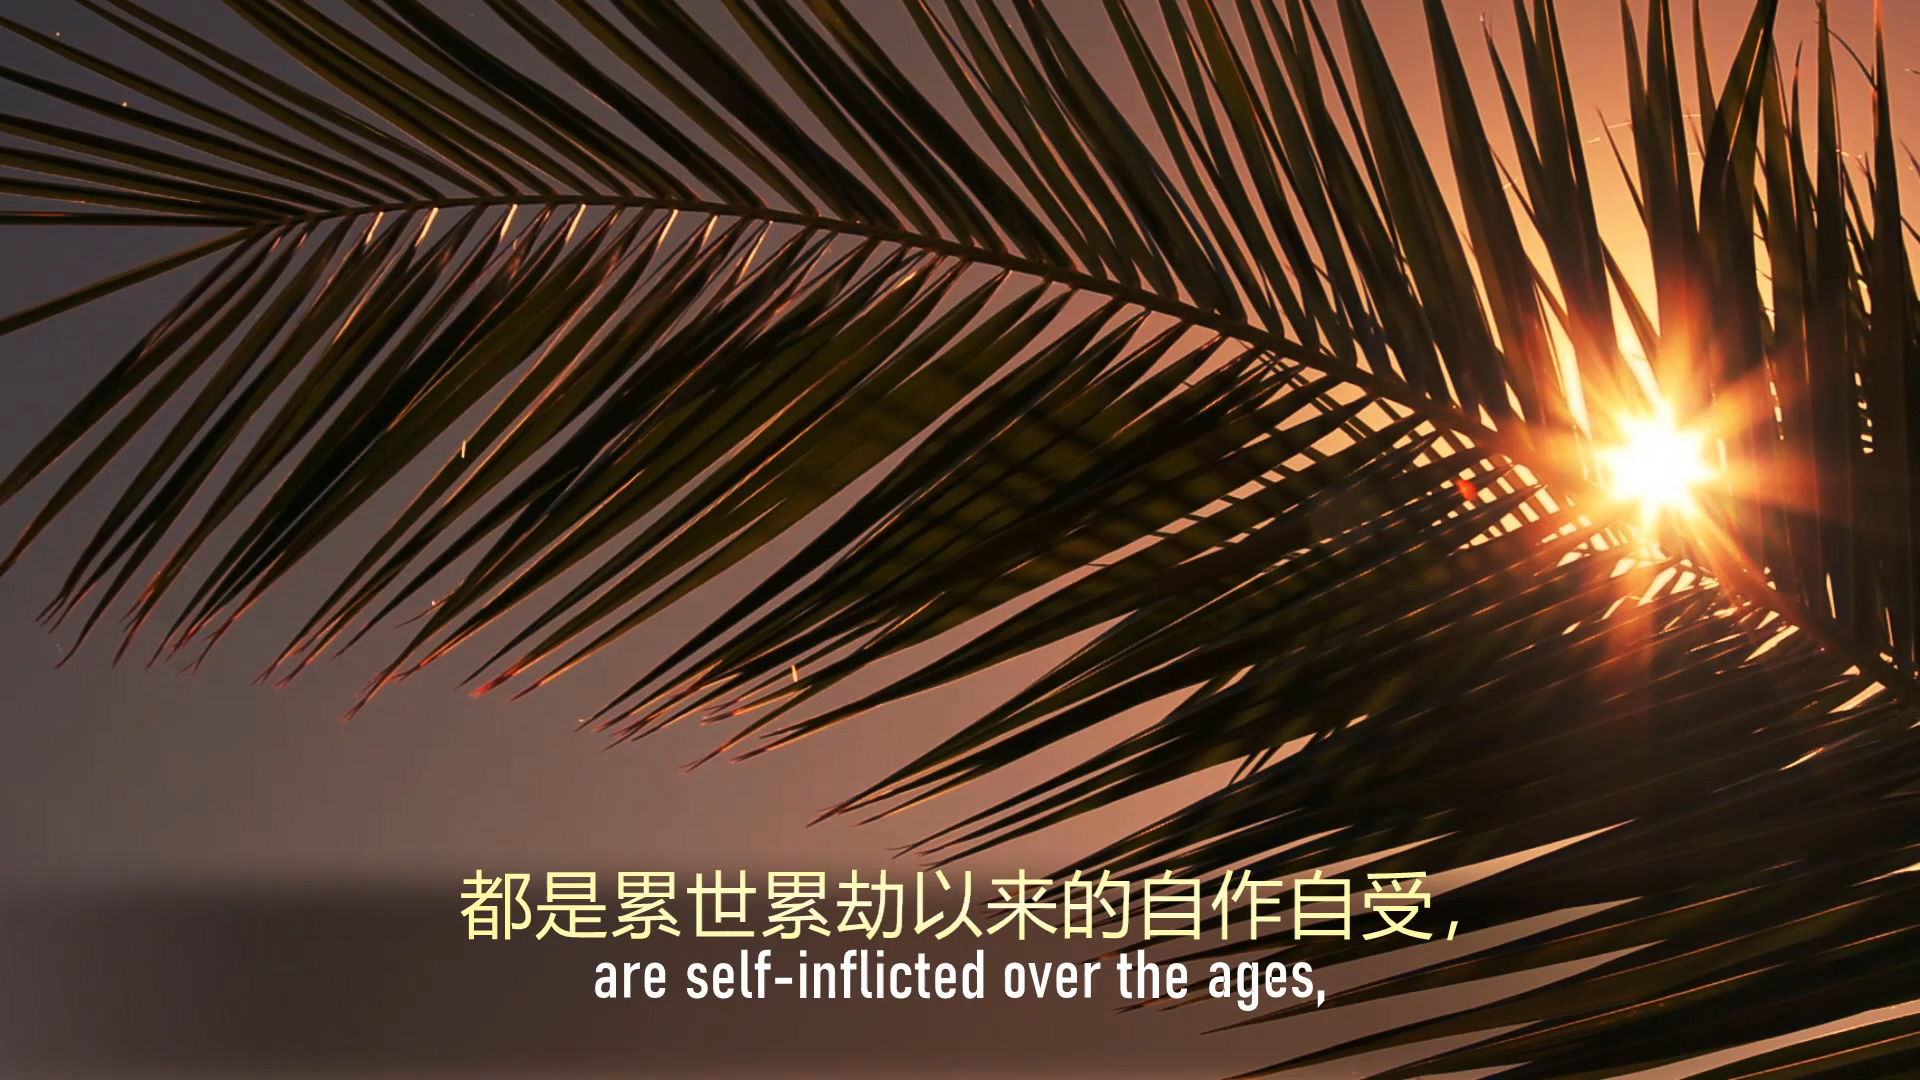 都是累世累劫以来的自作自受，
are self-inflicted over the ages,